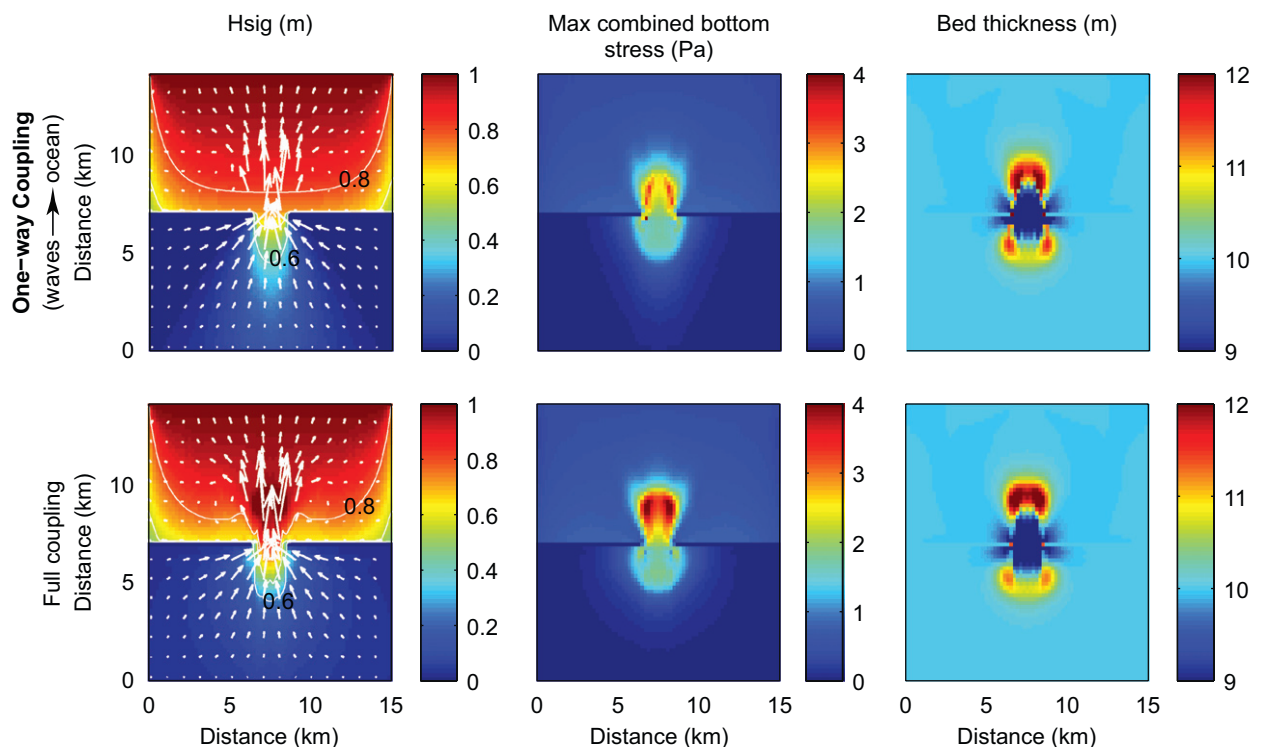 Hsig (m)
Max combined bottom
stress (Pa)
Bed thickness (m)
One–way Coupling
(waves → ocean)
Distance (km)
10
5
0
0.8
0.6
1
0.8
0.6
0.4
0.2
0
4
3
2
1
0
12
11
10
9
Full coupling
Distance (km)
10
5
0
0.8
0.6
1
0.8
0.6
0.4
0.2
0
4
3
2
1
0
12
11
10
9
0 5 10 15
0 5 10 15
0 5 10 15
Distance (km)
Distance (km)
Distance (km)